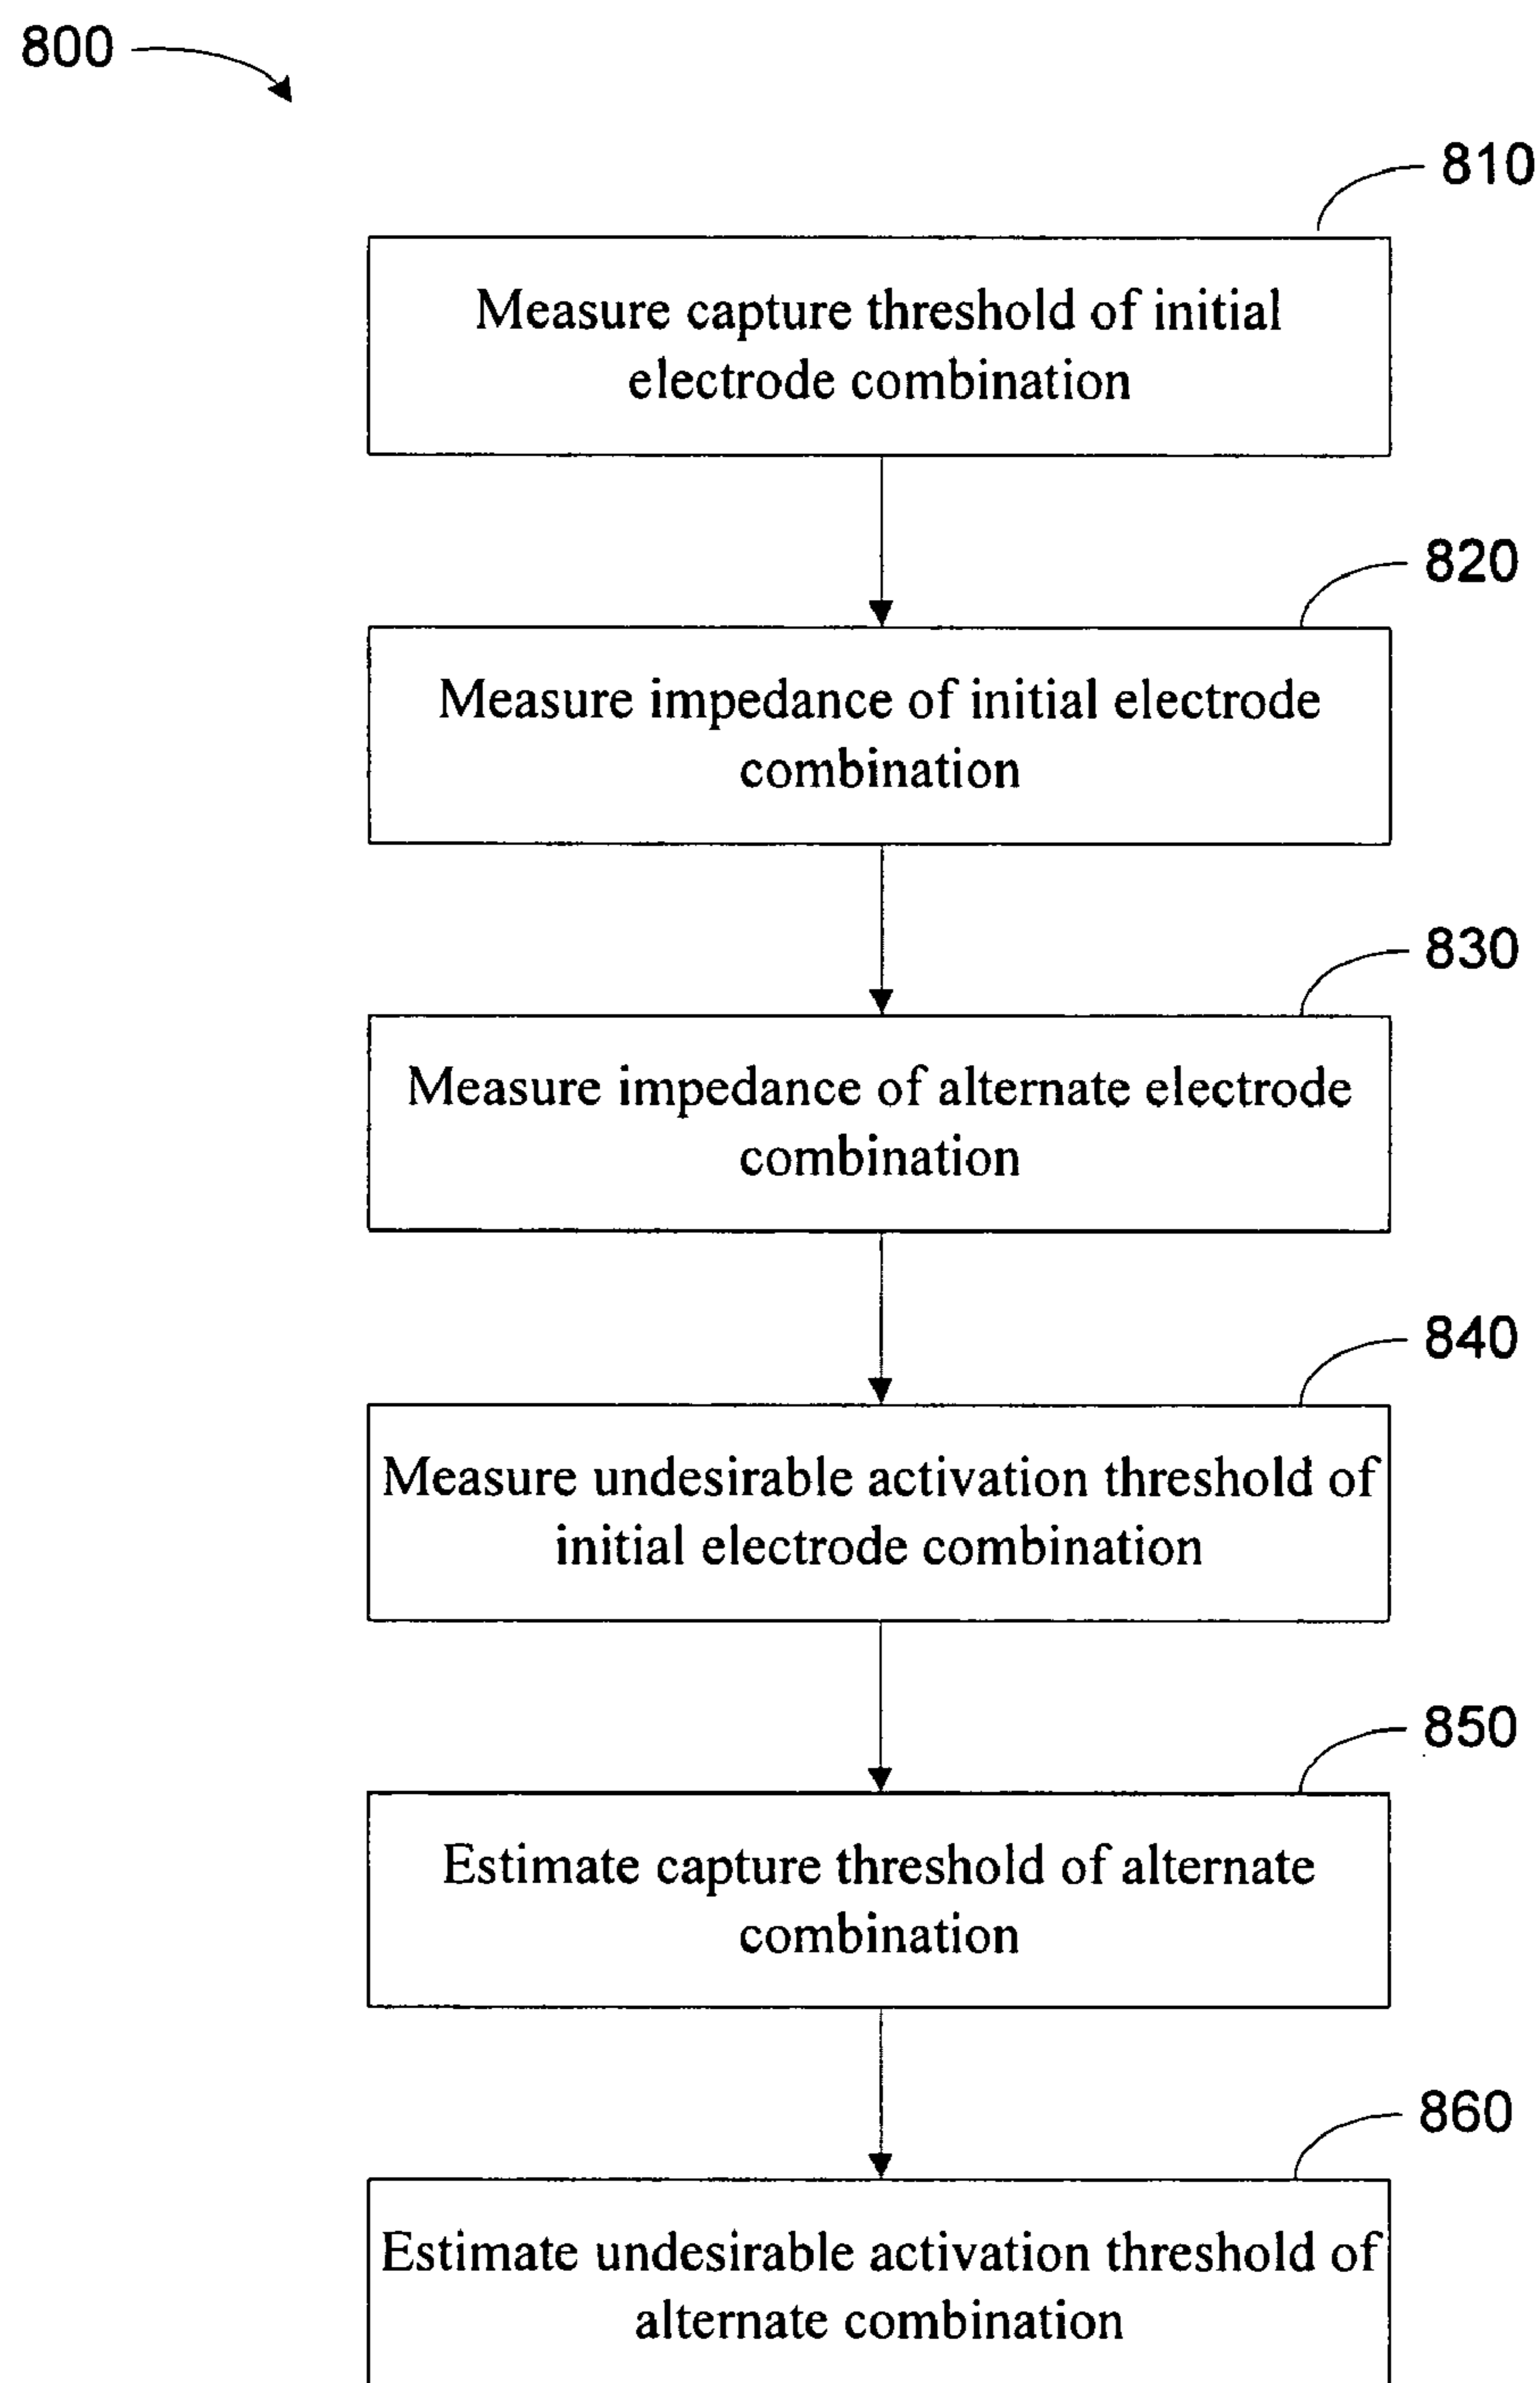 800
810
Measure capture threshold of initial
electrode combination
820
Measure impedance of initial electrode
combination
830
Measure impedance of alternate electrode
combination
840
Measure undesirable activation threshold of
initial electrode combination
850
Estimate capture threshold of alternate
combination
860
Estimate undesirable activation threshold of
alternate combination